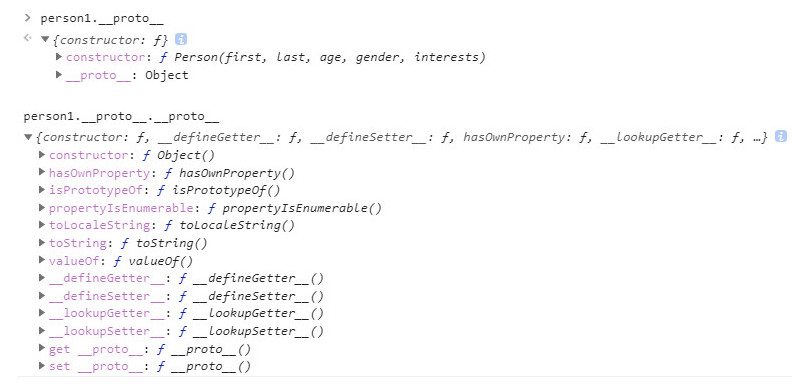 > person1.__proto__
< {constructor: ƒ} i
constructor: ƒ Person(first, last, age, gender, interests)
__proto__: Object
person1.__proto__.__proto__
{constructor: ƒ, __defineGetter__: ƒ, __defineSetter__: ƒ, hasOwnProperty: ƒ, __lookupGetter__: ƒ, …} i
constructor: ƒ Object()
hasOwnProperty: ƒ hasOwnProperty()
isPrototypeOf: ƒ isPrototypeOf()
propertyIsEnumerable: ƒ propertyIsEnumerable()
toLocaleString: ƒ toLocaleString()
toString: ƒ toString()
valueOf: ƒ valueOf()
__defineGetter__: ƒ __defineGetter__()
__defineSetter__: ƒ __defineSetter__()
__lookupGetter__: ƒ __lookupGetter__()
__lookupSetter__: ƒ __lookupSetter__()
get __proto__: ƒ __proto__()
set __proto__: ƒ __proto__()